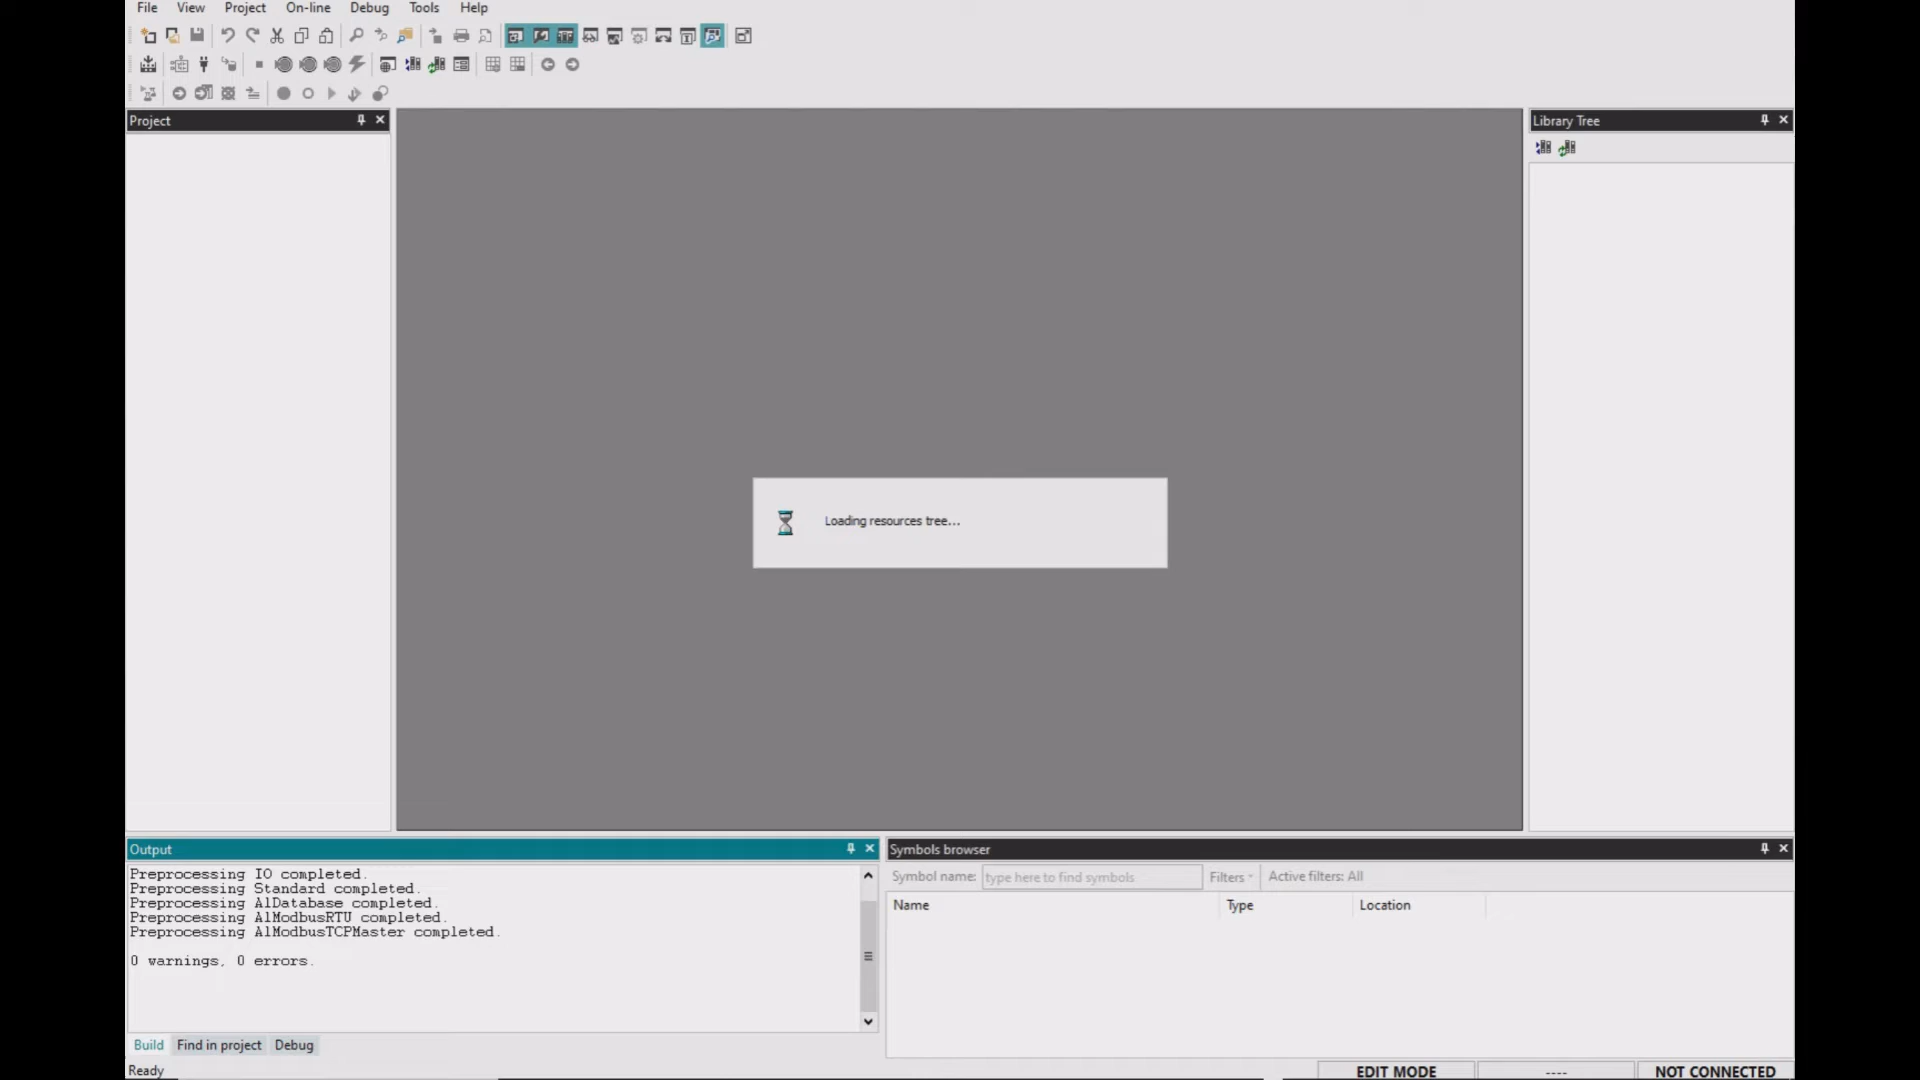 File View Project On-line Debug Tools Help
Project
Library Tree
Loading resources tree...
Output
Preprocessing IO completed.
Preprocessing Standard completed.
Preprocessing AlDatabase completed.
Preprocessing AlModbusRTU completed.
Preprocessing AlModbusTCPMaster completed.
0 warnings, 0 errors.
Build Find in project Debug
Symbols browser
Symbol name: type here to find symbols Filters Active filters: All
Name Type Location
Ready EDIT MODE ---- NOT CONNECTED